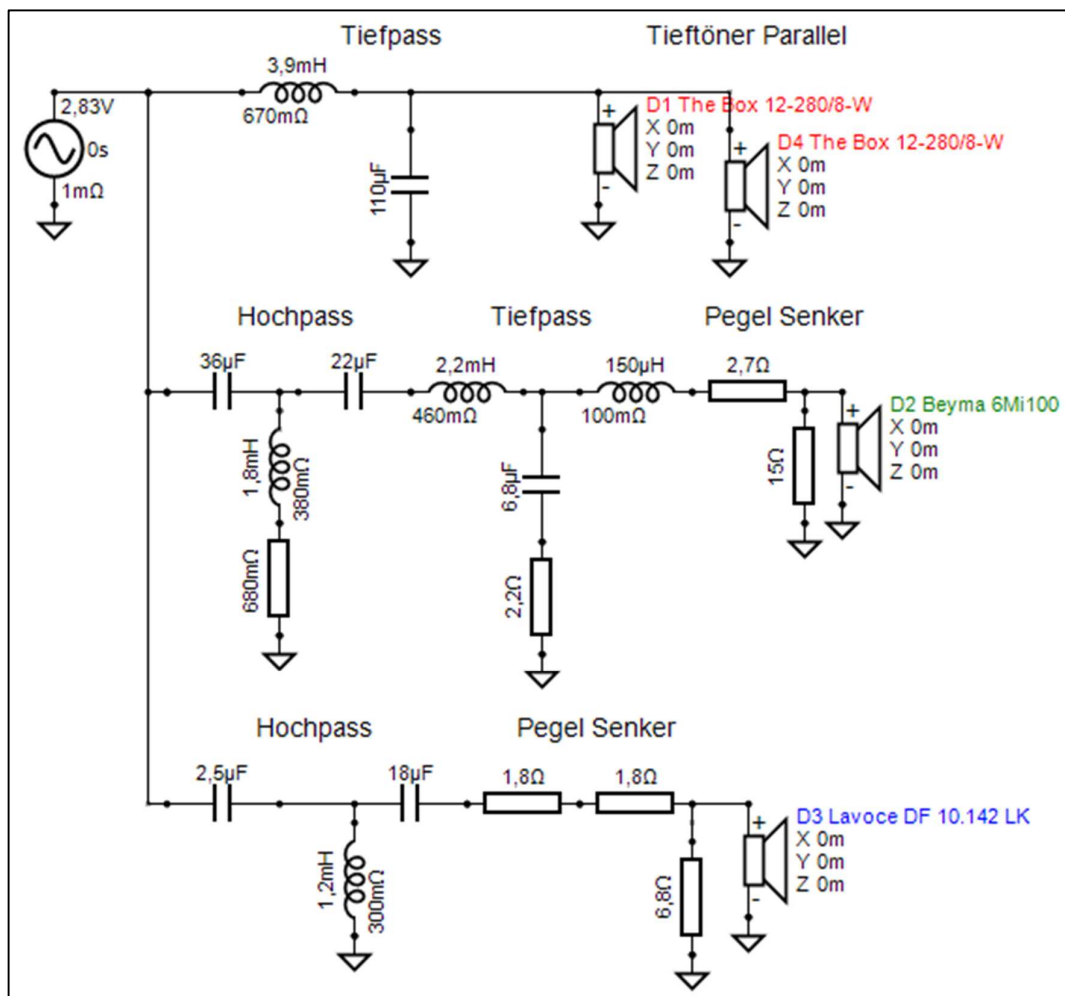 Tiefpass
Tieftöner Parallel
3,9mH
670mΩ
2,83V
0s
1mΩ
110µF
+
-
D1 The Box 12-280/8-W
X 0m
Y 0m
Z 0m
+
-
D4 The Box 12-280/8-W
X 0m
Y 0m
Z 0m
Hochpass
Tiefpass
Pegel Senker
36µF
22µF
2,2mH
460mΩ
150µH
100mΩ
2,7Ω
1,8mH
380mΩ
680mΩ
6,8µF
2,2Ω
15Ω
+
-
D2 Beyma 6Mi100
X 0m
Y 0m
Z 0m
Hochpass
Pegel Senker
2,5µF
18µF
1,8Ω
1,8Ω
1,2mH
300mΩ
6,8Ω
+
-
D3 Lavoce DF 10.142 LK
X 0m
Y 0m
Z 0m